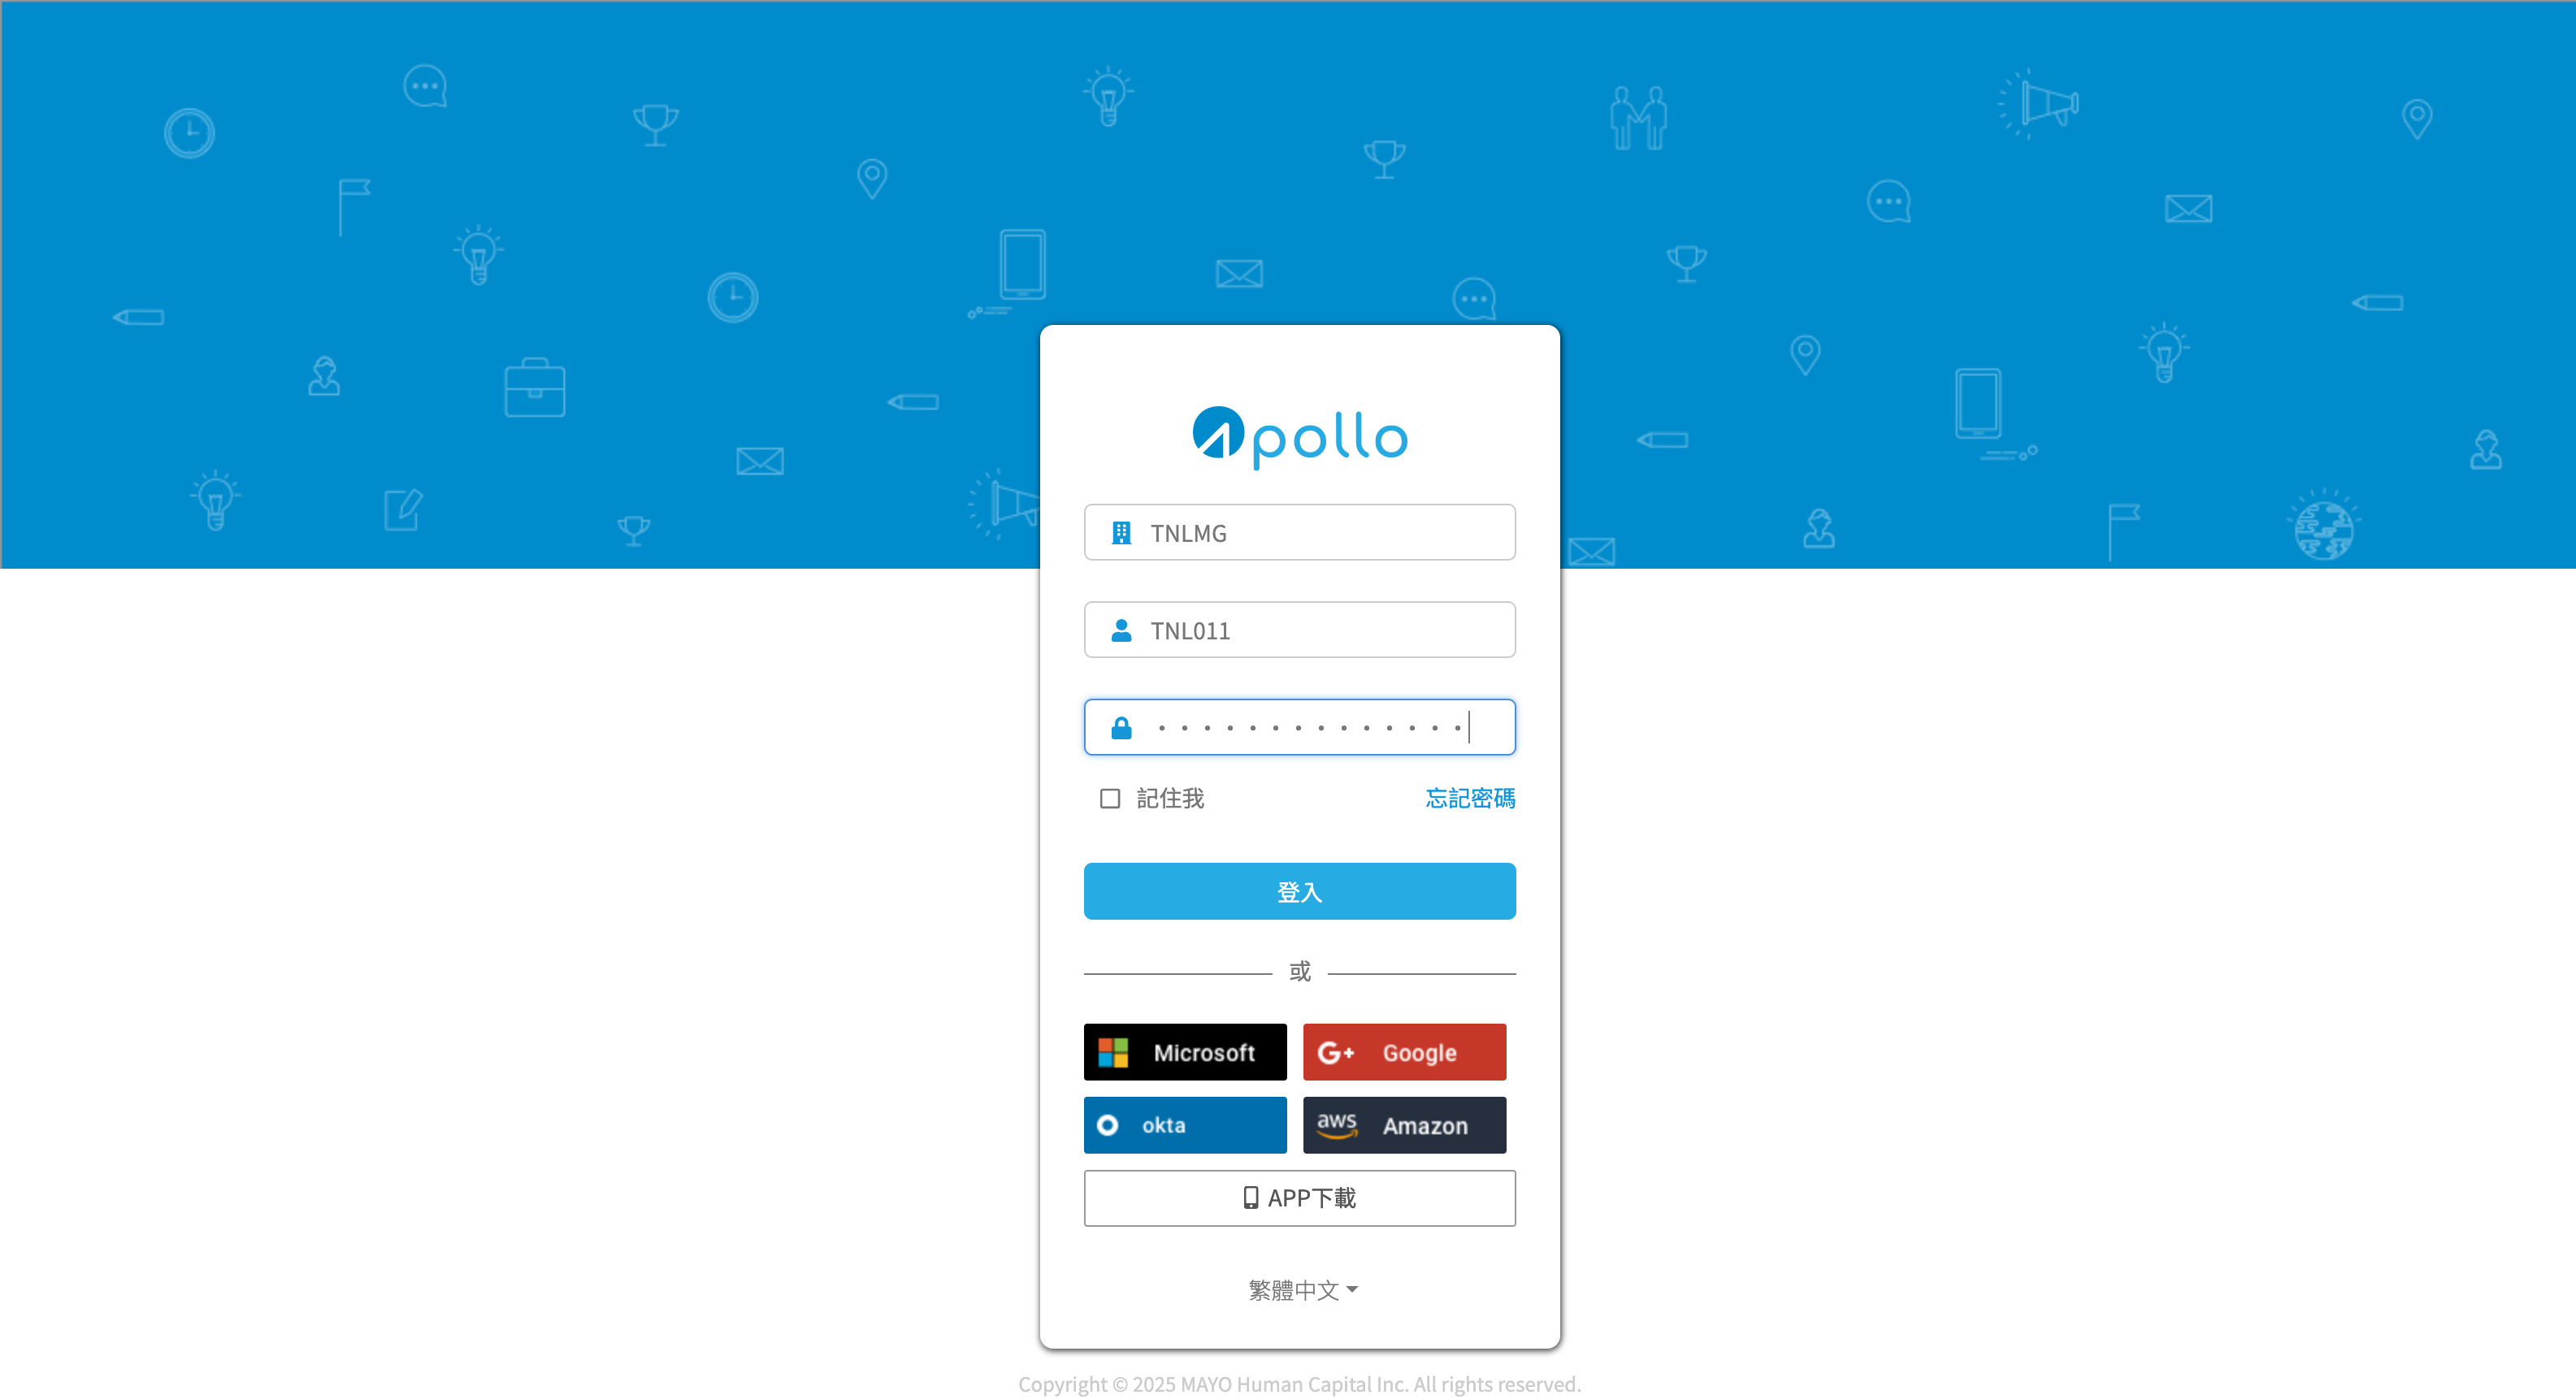 Apollo
TNLMG
TNL011
記住我
忘記密碼
登入
或
Microsoft
G+ Google
okta
aws Amazon
APP下載
繁體中文
Copyright © 2025 MAYO Human Capital Inc. All rights reserved.